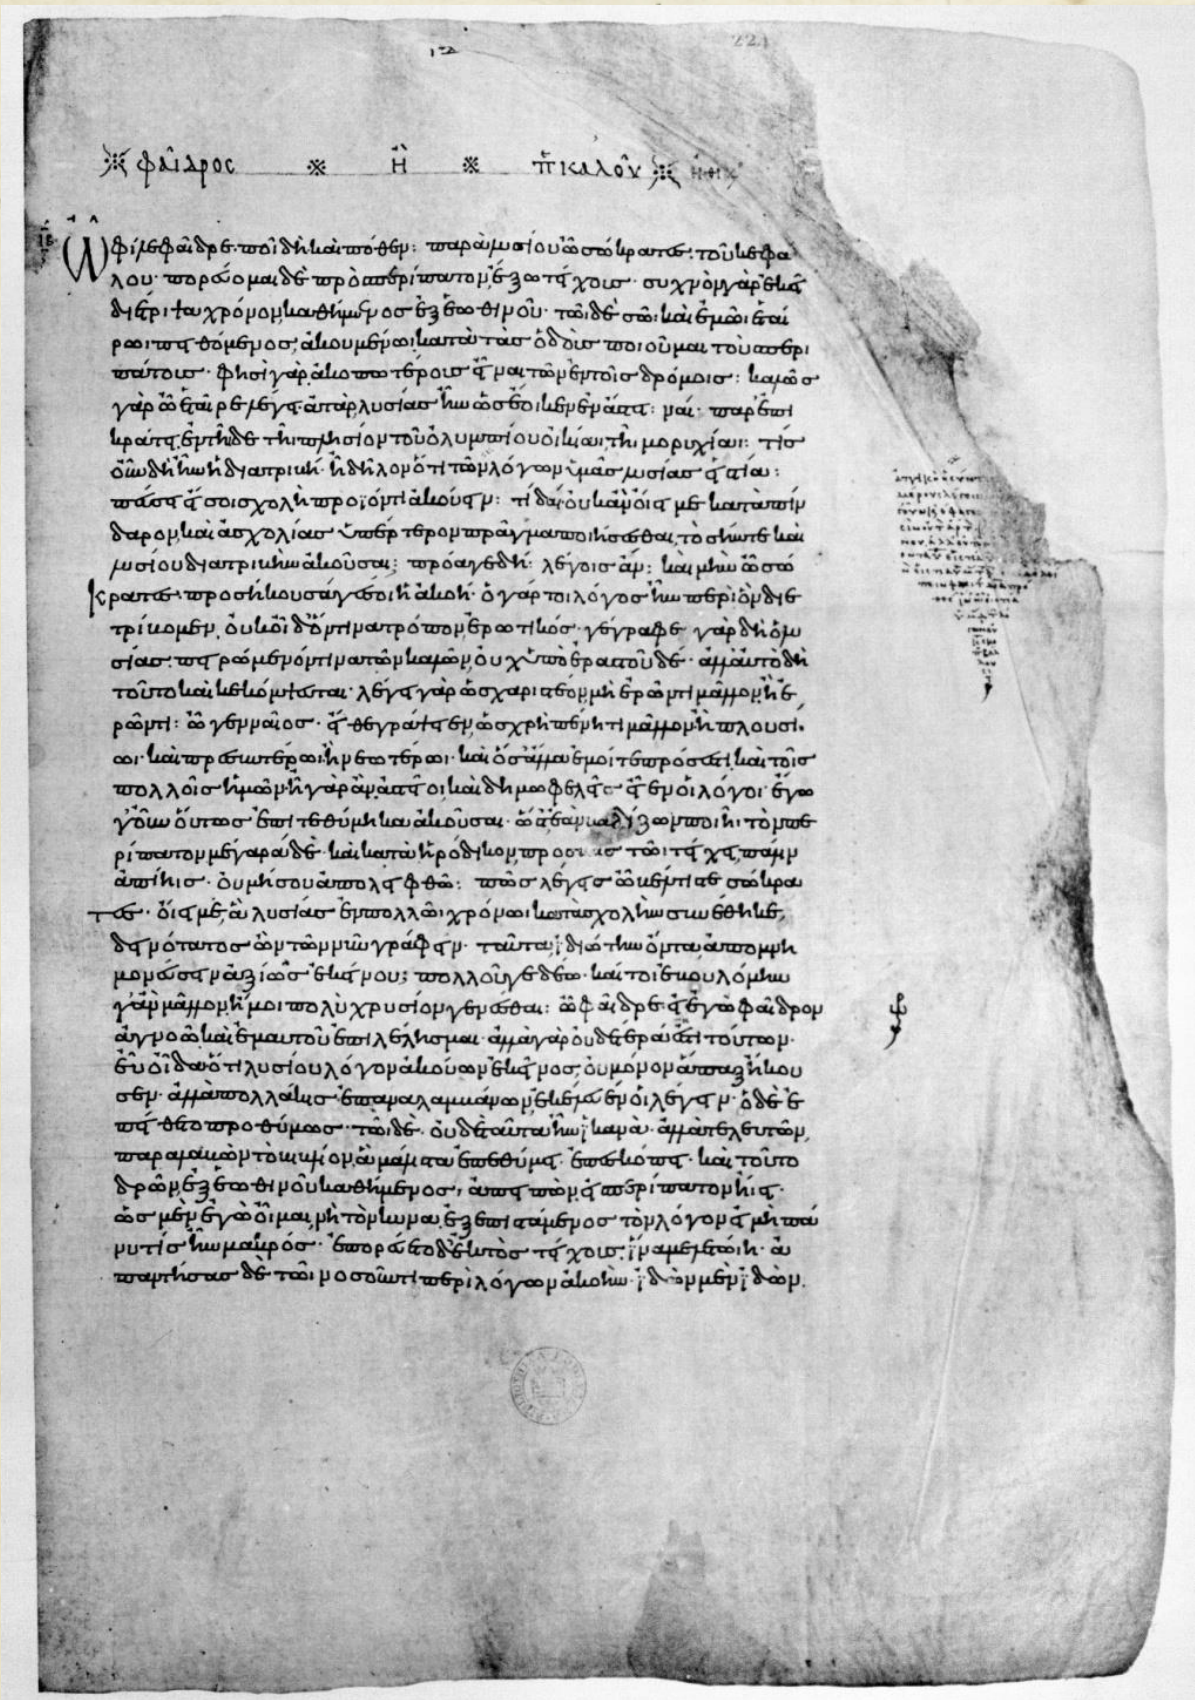 φαῖδρος ἢ π καλοῦ
Ὦ φίλε φαῖδρε· ποῖ δὴ καὶ πόθεν: παρὰ λυσίου ὦ σώκρατες· τοῦ κεφά
λου· πορεύομαι δὲ πρὸς περίπατον, ἔξω τείχους· συχνὸν γὰρ ἐκεῖ
διέτριψα χρόνον, καθήμενος ἐξ ἑωθινοῦ· τῶι δὲ σῶι καὶ ἐμῶι ἑταί
ρωι πειθόμενος, ἀκουμένωι κατὰ τὰς ὁδοὺς ποιοῦμαι τοὺς περι
πάτους· φησὶ γὰρ ἀκοπωτέρους εἶναι τῶν ἐν τοῖς δρόμοις: καλῶς
γὰρ ὦ ἑταῖρε λέγει· ἀτὰρ λυσίας ἦν ὡς ἔοικεν ἐν ἄστει: ναί· παρ' ἐπι
κράτει, ἐν τῆιδε τῆι πλησίον τοῦ ὀλυμπίου οἰκίαι τῆι μορυχίαι: τίς
οὖν δὴ ἦν ἡ διατριβή· ἢ δῆλον ὅτι τῶν λόγων ὑμᾶς λυσίας εἱστία:
πεύσει εἴ σοι σχολὴ προϊόντι ἀκούειν: τί δαί· οὐκ ἂν οἴει με κατὰ πίν
δαρον, καὶ ἀσχολίας ὑπέρτερον πρᾶγμα ποιήσεσθαι, τὸ σήν τε καὶ
λυσίου διατριβὴν ἀκοῦσαι: πρόαγε δή: λέγοις ἄν: καὶ μὴν ὦ σώ
κρατες· προσήκουσά γέ σοι ἡ ἀκοή· ὁ γάρ τοι λόγος ἦν περὶ ὃν διε
τρίβομεν, οὐκ οἶδ' ὅντινα τρόπον, ἐρωτικός· γέγραφε γὰρ δὴ ὁ λυ
σίας, πειρώμενόν τινα τῶν καλῶν, οὐχ ὑπὸ ἐραστοῦ δέ· ἀλλ' αὐτὸ δὴ
τοῦτο καὶ κεκόμψευται· λέγει γὰρ ὡς χαριστέον, μὴ ἐρῶντι μᾶλλον, ἢ ἐ
ρῶντι: ὦ γενναῖος· εἴθε γράψειεν, ὡς χρὴ πένητι μᾶλλον ἢ πλουσί
ωι· καὶ πρεσβυτέρωι ἢ νεωτέρωι· καὶ ὅσα ἄλλα ἐμοί τε πρόσεστι, καὶ τοῖς
πολλοῖς ἡμῶν· ἦ γὰρ ἂν ἀστεῖοι καὶ δημωφελεῖς εἶεν οἱ λόγοι· ἔγω
γ' οὖν οὕτως ἐπιτεθύμηκα ἀκοῦσαι· ὥστ' ἐὰν βαδίζων ποιῆι τὸν πε
ρίπατον μέγαράδε· καὶ κατὰ ἡρόδικον, προσβὰς τῶι τείχει, πάλιν
ἀπίηις· οὐ μή σου ἀπολειφθῶ: πῶς λέγεις ὦ βέλτιστε σώκρα
τες· οἴει με, ἃ λυσίας ἐν πολλῶι χρόνωι κατὰ σχολὴν συνέθηκε,
δεινότατος ὢν τῶν νῦν γράφειν· ταῦτα ἰδιώτην ὄντα, ἀπομνη
μονεύσειν ἀξίως ἐκείνου; πολλοῦ γε δέω· καίτοι ἐβουλόμην
γ' ἂν μᾶλλον, ἤ μοι πολὺ χρυσίον γενέσθαι: ὦ φαῖδρε· εἰ ἐγὼ φαῖδρον
ἀγνοῶ, καὶ ἐμαυτοῦ ἐπιλέλησμαι· ἀλλὰ γὰρ οὐδέτερά ἐστι τούτων·
εὖ οἶδα ὅτι λυσίου λόγον ἀκούων ἐκεῖνος, οὐ μόνον ἅπαξ ἤκου
σεν· ἀλλὰ πολλάκις ἐπαναλαμβάνων, ἐκέλευέν οἱ λέγειν· ὁ δὲ ἐ
πείθετο προθύμως· τῶι δέ, οὐδὲ ταῦτα ἦν ἱκανά· ἀλλὰ τελευτῶν,
παραλαβὼν τὸ βιβλίον, ἃ μάλιστα ἐπεθύμει ἐπεσκόπει· καὶ τοῦτο
δρῶν, ἐξ ἑωθινοῦ καθήμενος, ἀπειπὼν, εἰς περίπατον ἤιει·
ὡς μὲν ἐγὼ οἶμαι, νὴ τὸν κύνα, ἐξεπιστάμενος τὸν λόγον, εἰ μὴ πά
νυ τίς ἦν μακρός· ἐπορεύετο δ' ἐκτὸς τείχους, ἵνα μελετώιη· ἀ
παντήσας δὲ τῶι νοσοῦντι περὶ λόγων ἀκοήν· ἰδὼν μὲν ἰδών,